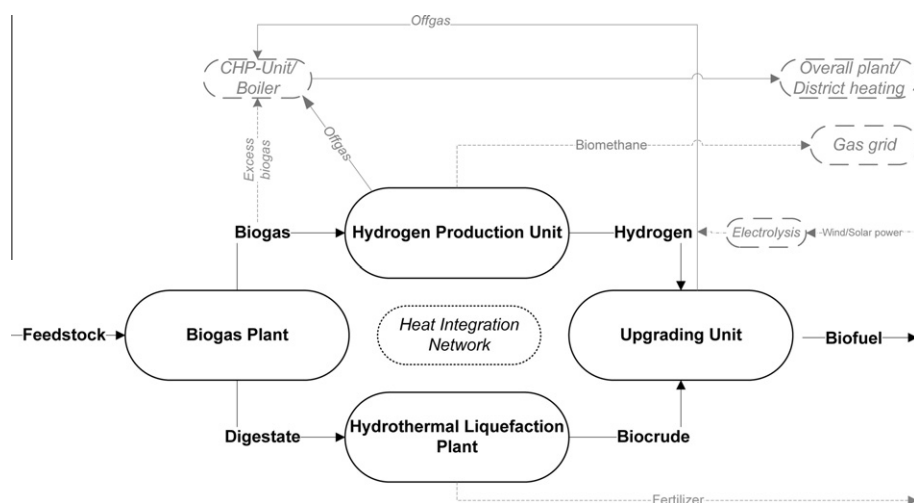 Offgas
CHP-Unit/
Boiler
Overall plant/
District heating
Excess
biogas
Offgas
Biomethane
Gas grid
Biogas
Hydrogen Production Unit
Hydrogen
Electrolysis
Wind/Solar power
Feedstock
Biogas Plant
Heat Integration
Network
Upgrading Unit
Biofuel
Digestate
Hydrothermal Liquefaction
Plant
Biocrude
Fertilizer